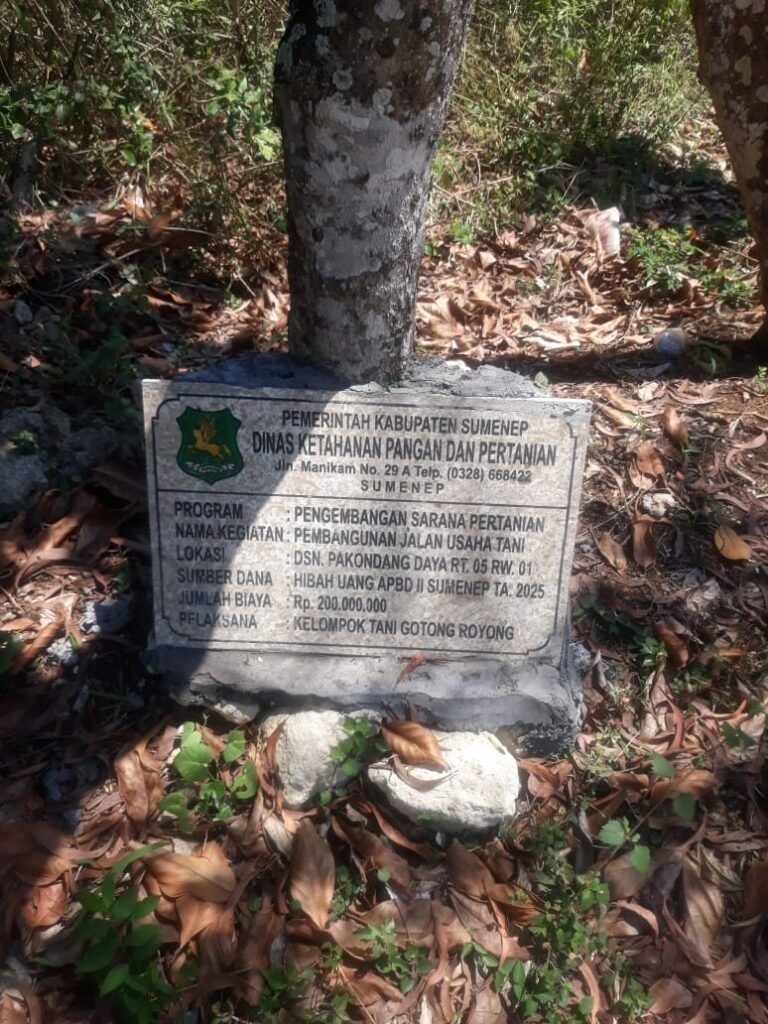 PEMERINTAH KABUPATEN SUMENEP
DINAS KETAHANAN PANGAN DAN PERTANIAN
Jln. Manikam No. 29 A Telp. (0328) 668422
SUMENEP
PROGRAM : PENGEMBANGAN SARANA PERTANIAN
NAMA KEGIATAN : PEMBANGUNAN JALAN USAHA TANI
LOKASI : DSN. PAKONDANG DAYA RT. 05 RW. 01
SUMBER DANA : HIBAH UANG APBD II SUMENEP TA. 2025
JUMLAH BIAYA : Rp. 200.000.000
PELAKSANA : KELOMPOK TANI GOTONG ROYONG